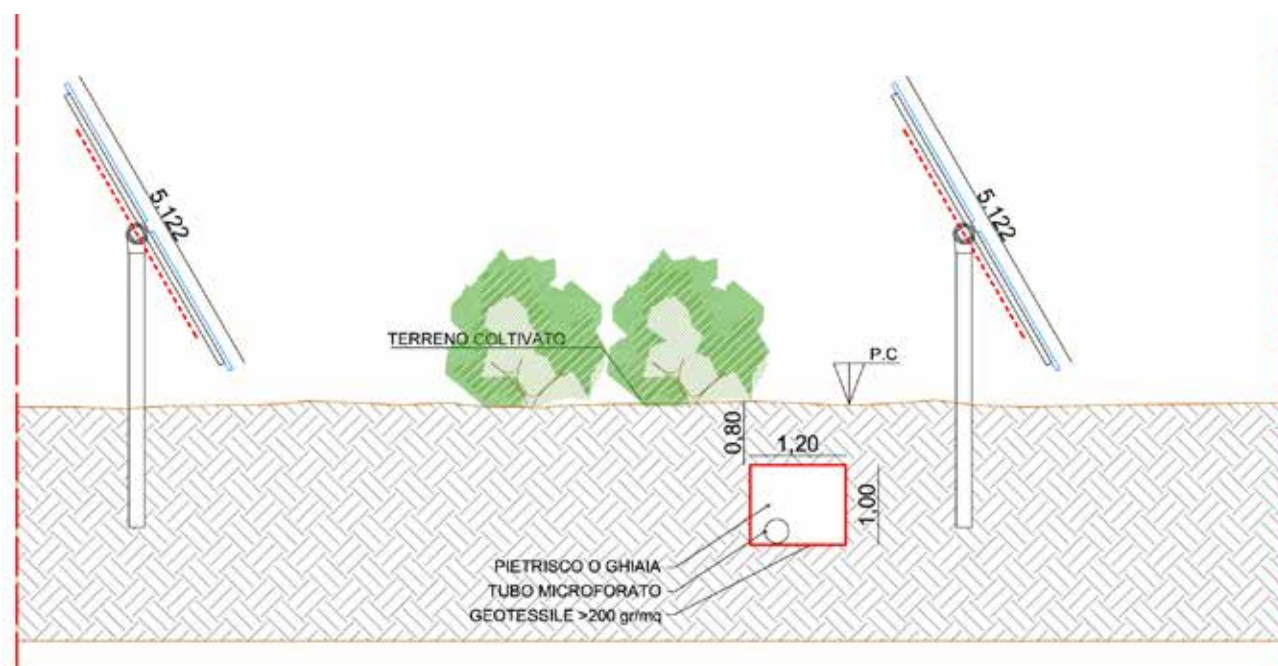 5.122
5.122
TERRENO COLTIVATO
P.C
0,80
1,20
1,00
PIETRISCO O GHIAIA
TUBO MICROFORATO
GEOTESSILE >200 gr/mq